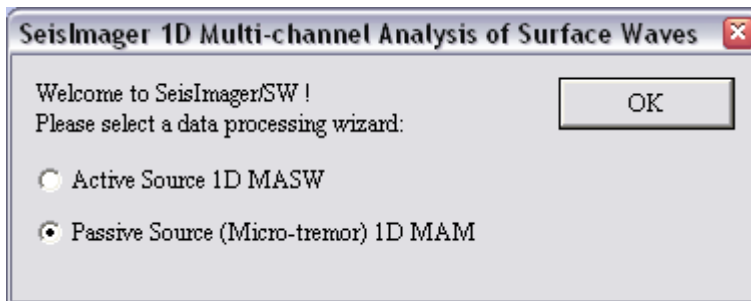 SeisImager 1D Multi-channel Analysis of Surface Waves
Welcome to SeisImager/SW !
Please select a data processing wizard:
OK
Active Source 1D MASW
Passive Source (Micro-tremor) 1D MAM